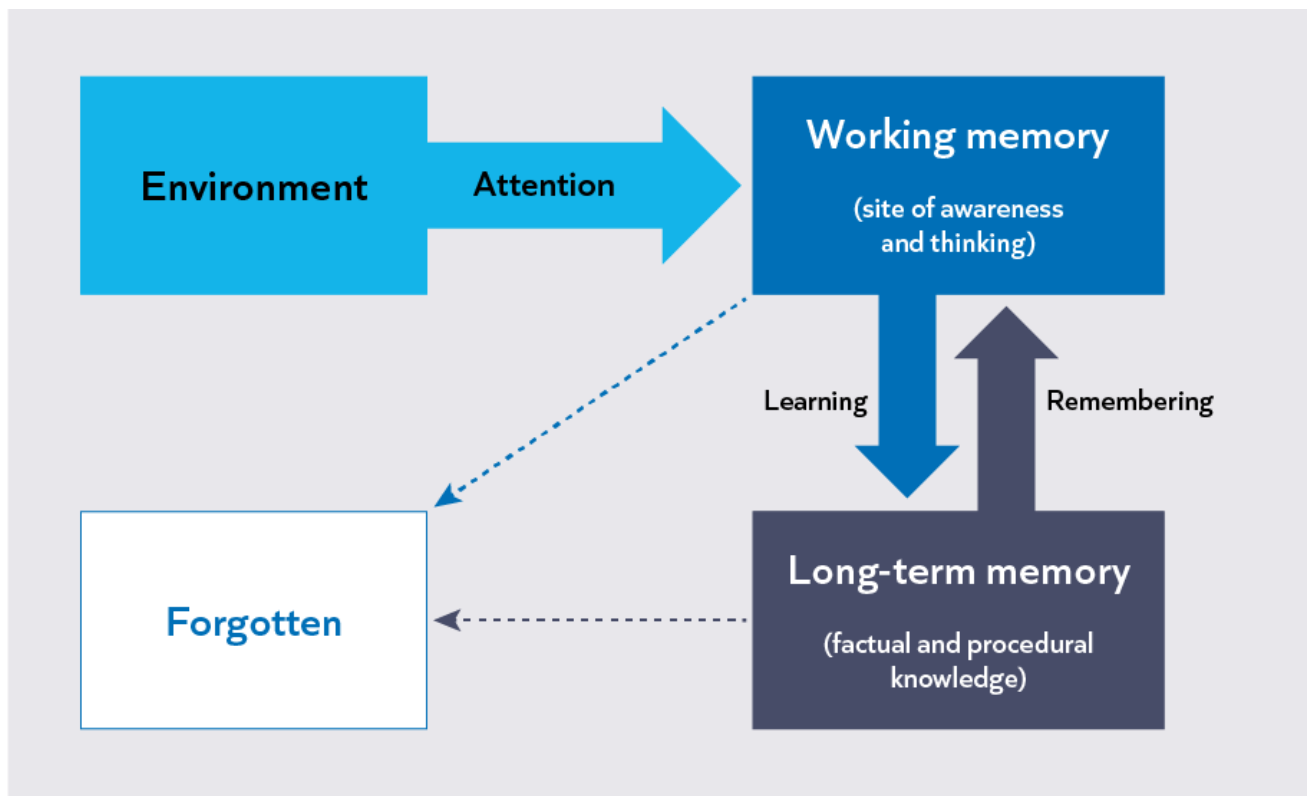 Environment
Attention
Working memory
(site of awareness
and thinking)
Learning
Remembering
Forgotten
Long-term memory
(factual and procedural
knowledge)